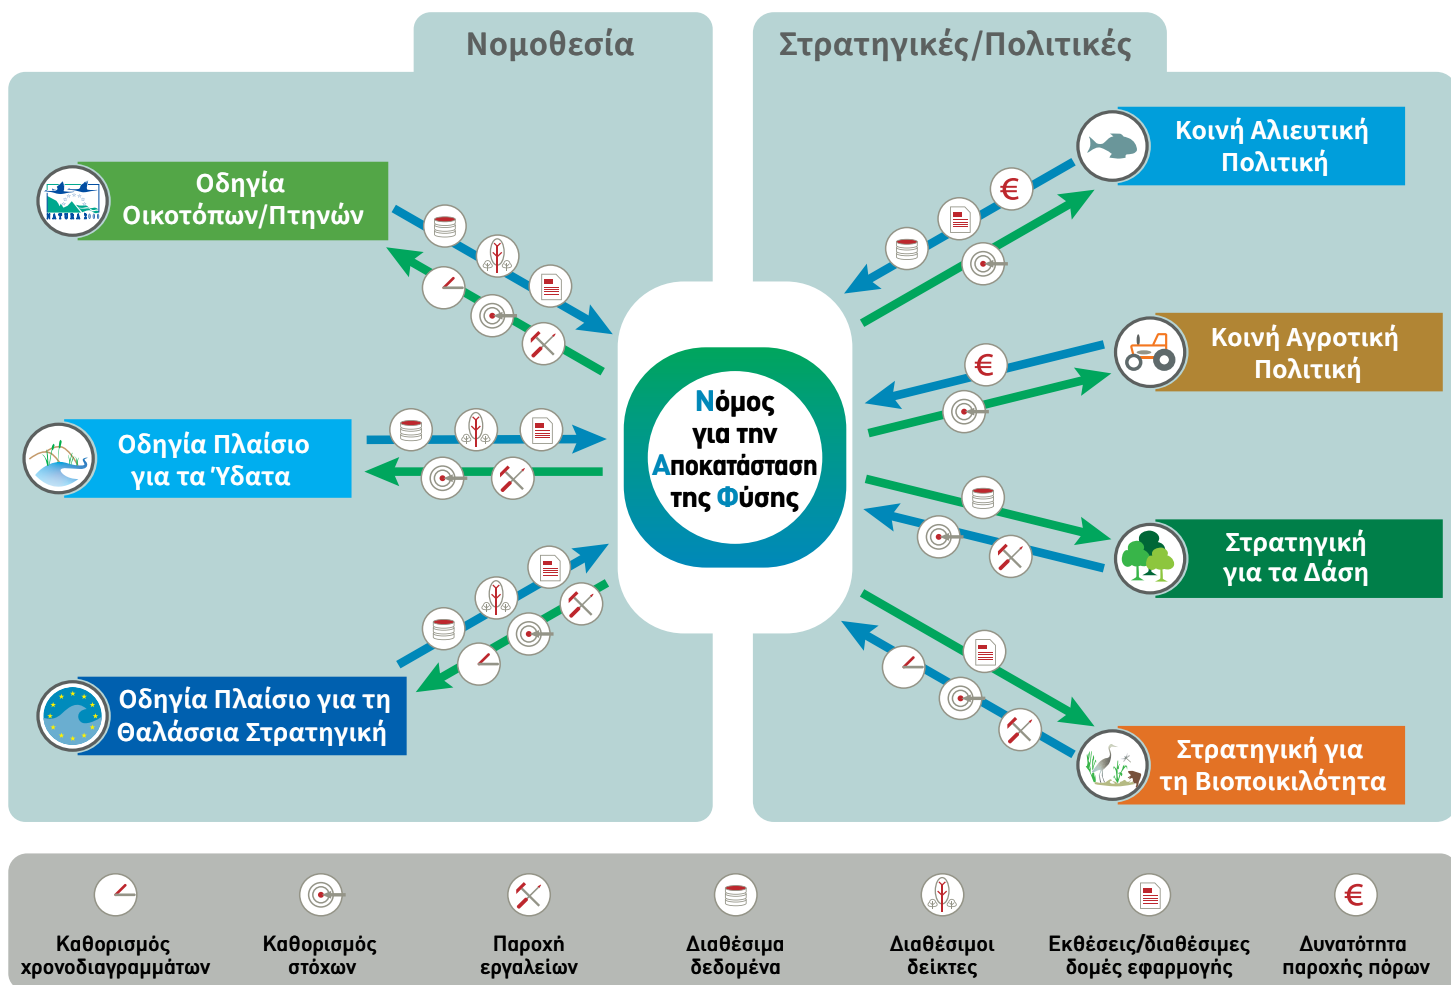 Νομοθεσία
Στρατηγικές/Πολιτικές
Οδηγία
Οικοτόπων/Πτηνών
NATURA 2000
Οδηγία Πλαίσιο
για τα Ύδατα
Οδηγία Πλαίσιο για τη
Θαλάσσια Στρατηγική
Νόμος
για την
Αποκατάσταση
της Φύσης
Κοινή Αλιευτική
Πολιτική
Κοινή Αγροτική
Πολιτική
Στρατηγική
για τα Δάση
Στρατηγική για
τη Βιοποικιλότητα
€
€
Καθορισμός
χρονοδιαγραμμάτων
Καθορισμός
στόχων
Παροχή
εργαλείων
Διαθέσιμα
δεδομένα
Διαθέσιμοι
δείκτες
Εκθέσεις/διαθέσιμες
δομές εφαρμογής
€
Δυνατότητα
παροχής πόρων